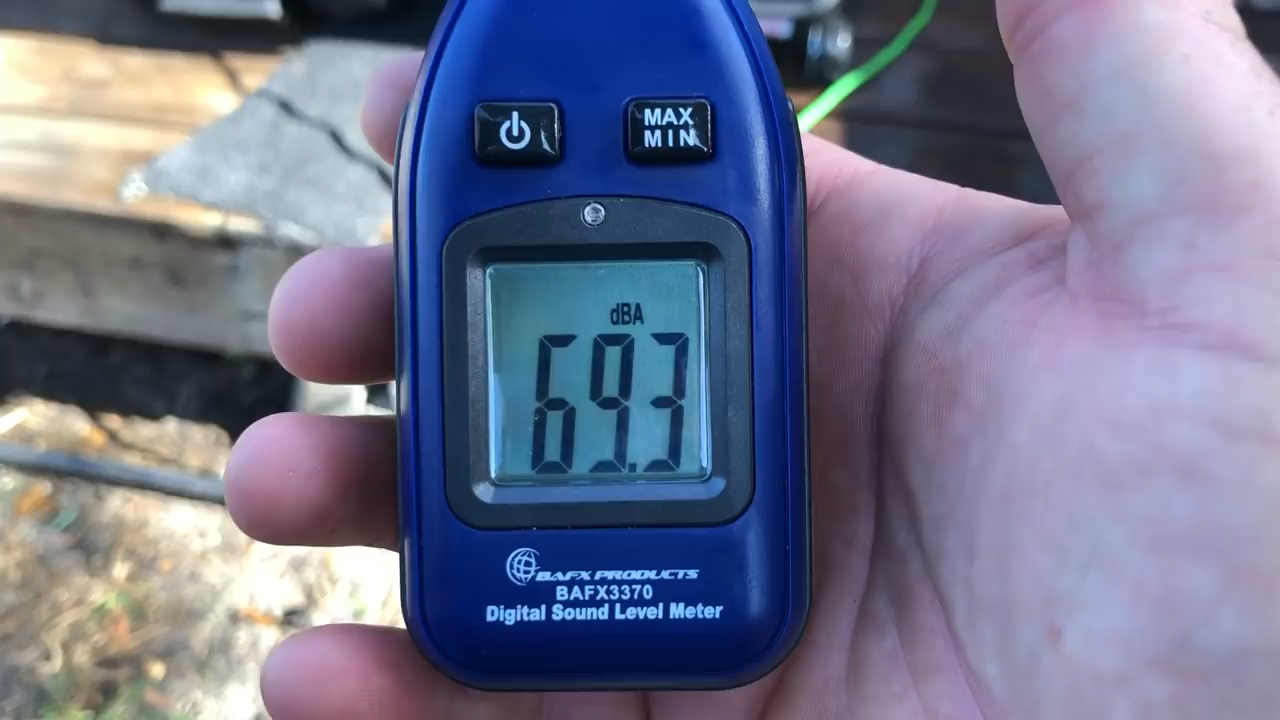 MAX
MIN
dBA
69.3
BAFX PRODUCTS
BAFX3370
Digital Sound Level Meter